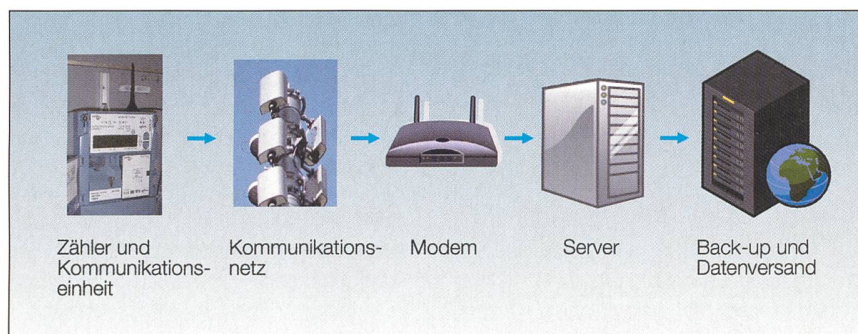 Zähler und
Kommunikations-
einheit
Kommunikations-
netz
Modem
Server
Back-up und
Datenversand